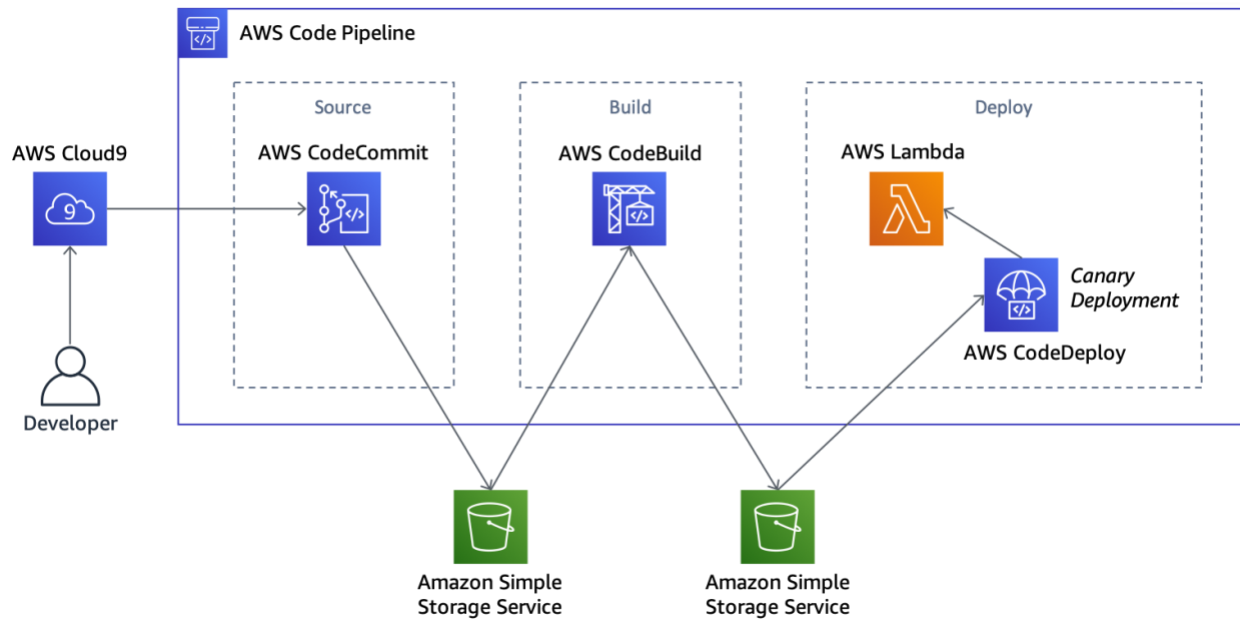 AWS Code Pipeline
Source
Build
Deploy
AWS Cloud9
AWS CodeCommit
AWS CodeBuild
AWS Lambda
9
</>
</>
</>
Canary
Deployment
</>
AWS CodeDeploy
Developer
Amazon Simple
Storage Service
Amazon Simple
Storage Service